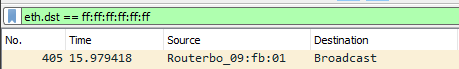 eth.dst == ff:ff:ff:ff:ff:ff
No. Time Source Destination
405 15.979418 Routerbo_09:fb:01 Broadcast